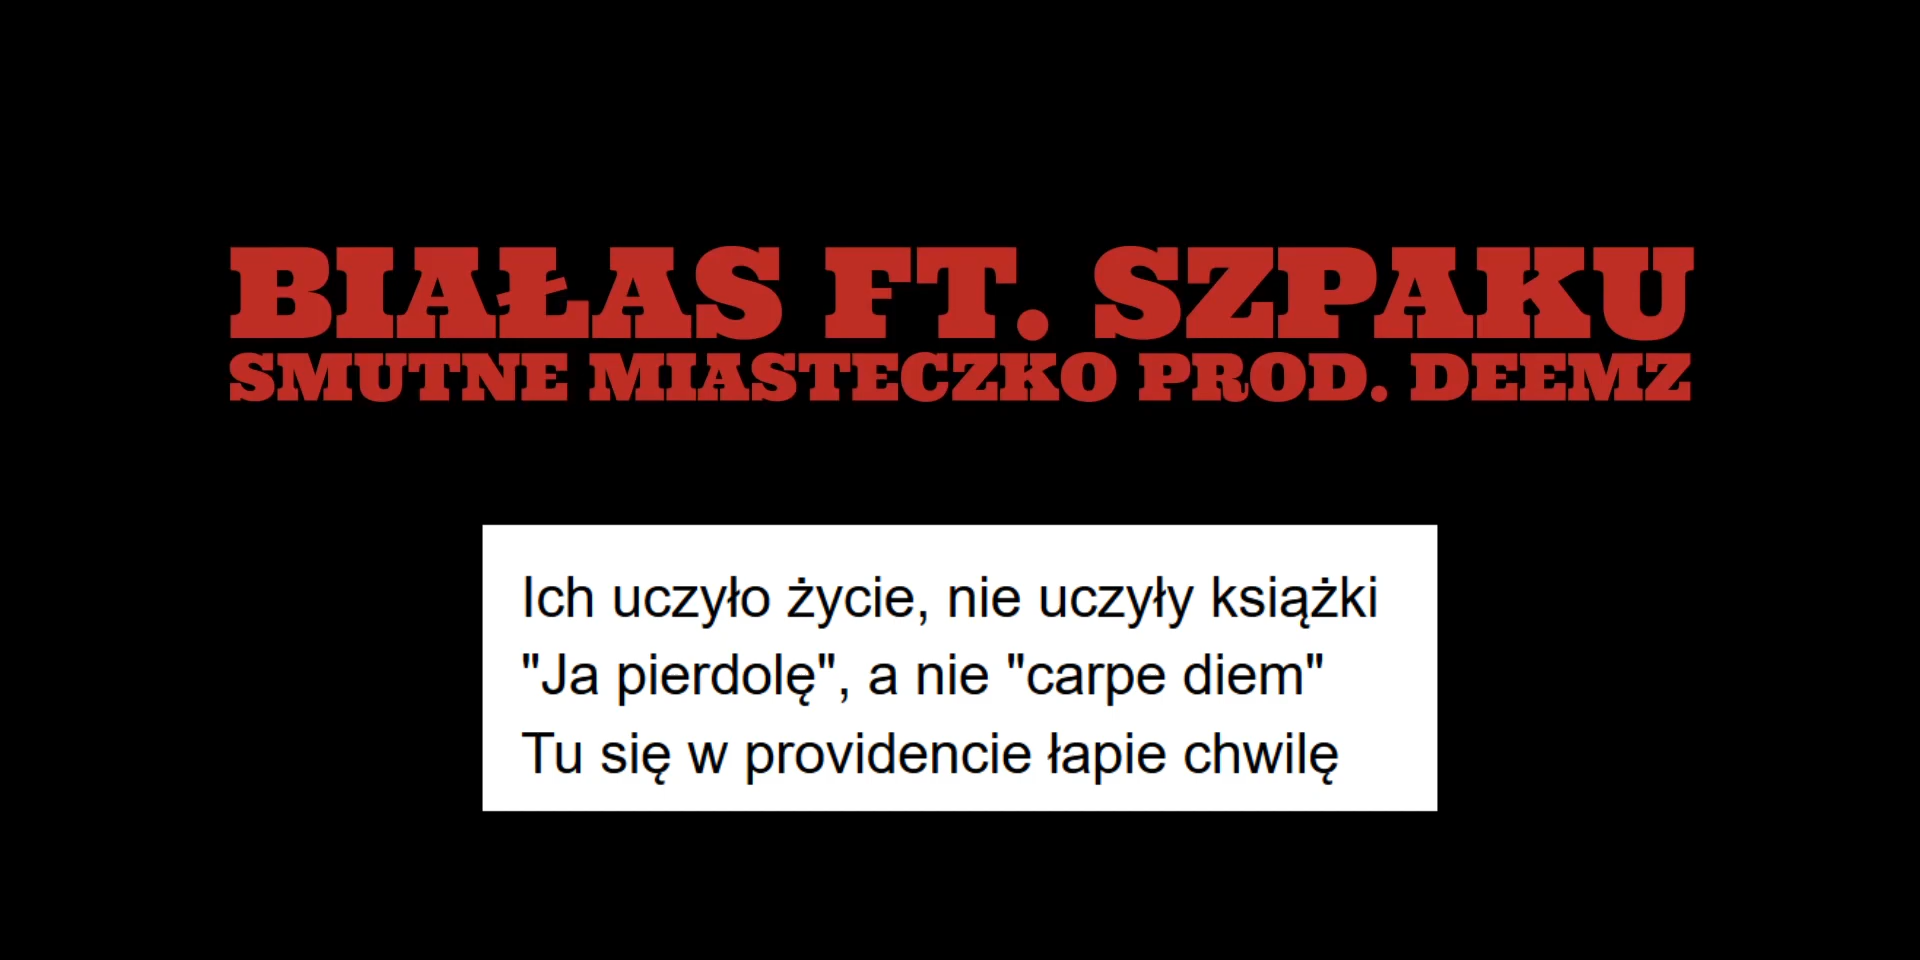 BIAŁAS FT. SZPAKU
SMUTNE MIASTECZKO PROD. DEEMZ
Ich uczyło życie, nie uczyły książki
"Ja pierdolę", a nie "carpe diem"
Tu się w providencie łapie chwilę